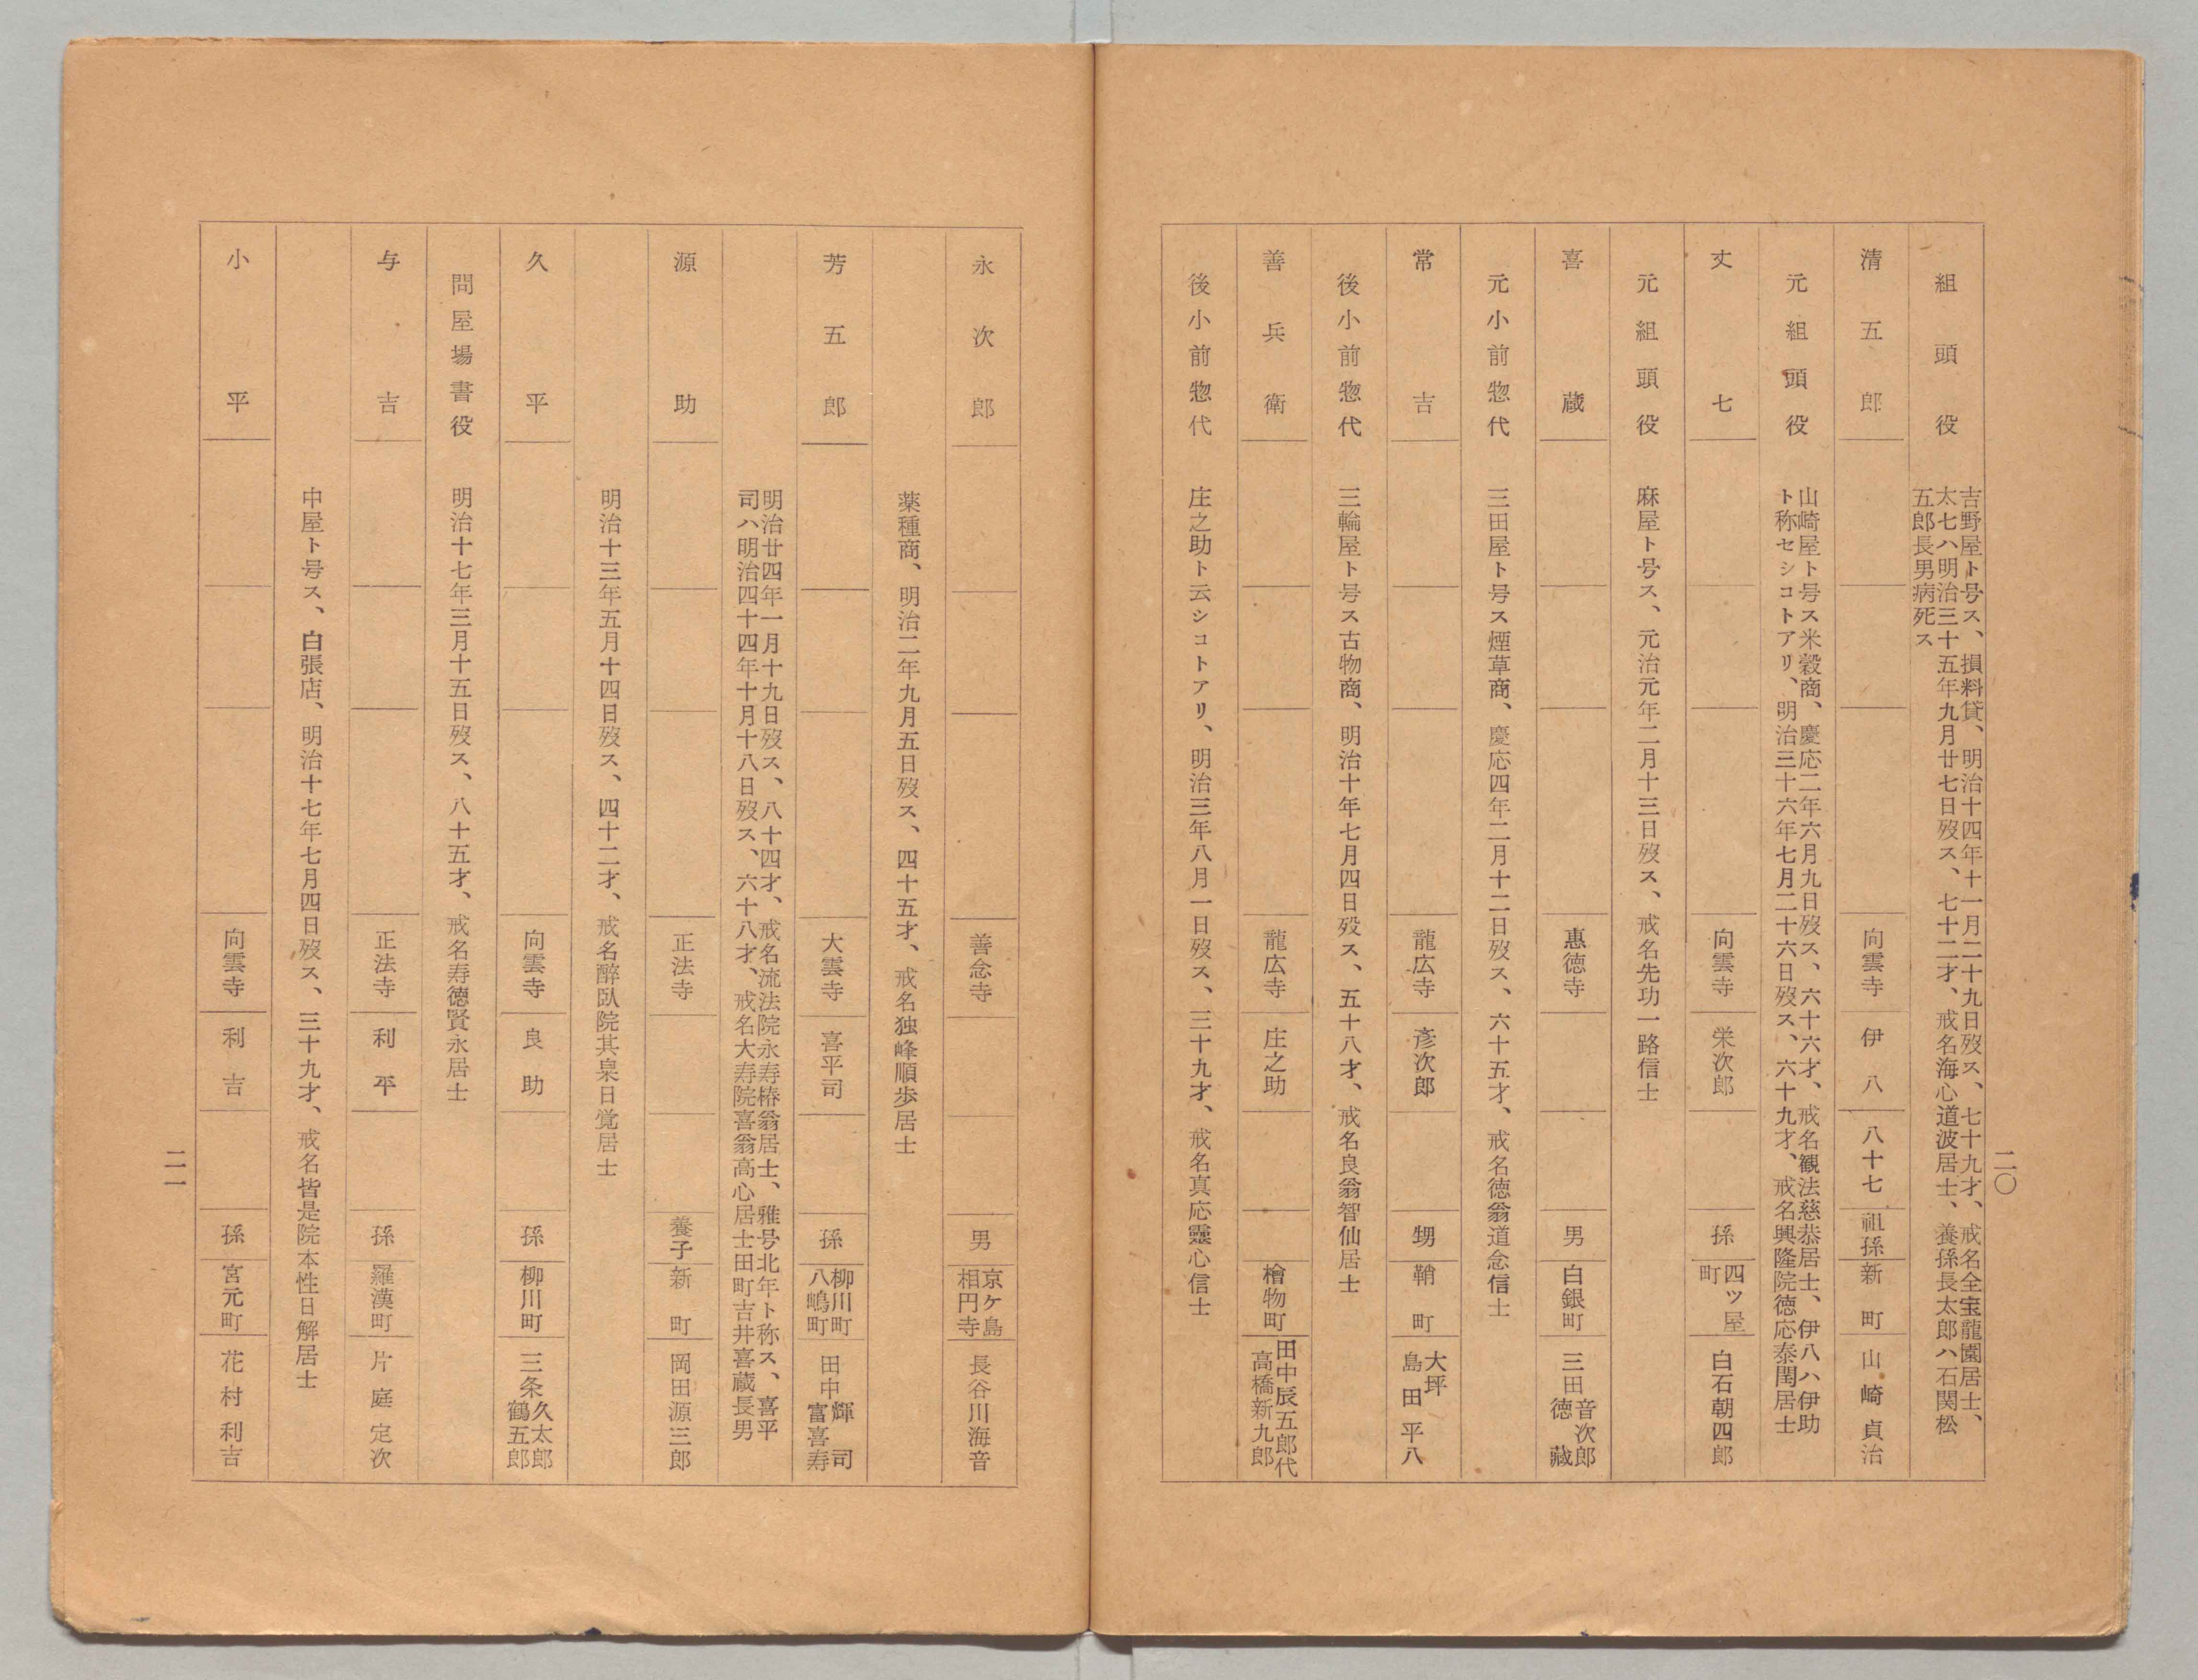 二〇
組頭役
吉野屋ト号ス、損料貸、明治十四年十一月二十九日歿ス、七十九才、戒名全宝龍園居士、
太七ハ明治三十五年九月廿七日歿ス、七十二才、戒名海心道波居士、養孫長太郎ハ石関松
五郎長男病死ス
清五郎 向雲寺 伊八 八十七 祖孫 新町 山崎貞治
元組頭役
山崎屋ト号ス米穀商、慶応二年六月九日歿ス、六十六才、戒名観法慈恭居士、伊八ハ伊助
ト称セシコトアリ、明治三十六年七月二十六日歿ス、六十九才、戒名興隆院徳応泰閏居士
丈七 向雲寺 栄次郎 孫 四ツ屋町 白石朝四郎
元組頭役 麻屋ト号ス、元治元年二月十三日歿ス、戒名先功一路信士
喜蔵 惠徳寺 男 白銀町 三田 音次郎 徳蔵
元小前惣代 三田屋ト号ス煙草商、慶応四年二月十二日歿ス、六十五才、戒名徳翁道念信士
常吉 龍広寺 彦次郎 甥 鞘町 大坪 島田平八
後小前惣代 三輪屋ト号ス古物商、明治十年七月四日歿ス、五十八才、戒名良翁智仙居士
善兵衛 龍広寺 庄之助 檜物町 田中辰五郎代 高橋新九郎
後小前惣代 庄之助ト云シコトアリ、明治三年八月一日歿ス、三十九才、戒名真応靈心信士
永次郎 善念寺 男 京ケ島相円寺 長谷川海音
薬種商、明治二年九月五日歿ス、四十五才、戒名独峰順歩居士
芳五郎 大雲寺 喜平司 孫 柳川町 八嶋町 田中 輝司 富喜寿
明治廿四年一月十九日歿ス、八十四才、戒名流法院永寿椿翁居士、雅号北年ト称ス、喜平
司ハ明治四十四年十月十八日歿ス、六十八才、戒名大寿院喜翁高心居士田町吉井喜蔵長男
源助 正法寺 養子 新町 岡田源三郎
明治十三年五月十四日歿ス、四十二才、戒名醉臥院其臬日覚居士
久平 向雲寺 良助 孫 柳川町 三条 久太郎 鶴五郎
問屋場書役 明治十七年三月十五日歿ス、八十五才、戒名寿徳賢永居士
与吉 正法寺 利平 孫 羅漢町 片庭定次
中屋ト号ス、白張店、明治十七年七月四日歿ス、三十九才、戒名皆是院本性日解居士
小平 向雲寺 利吉 孫 宮元町 花村利吉
二一